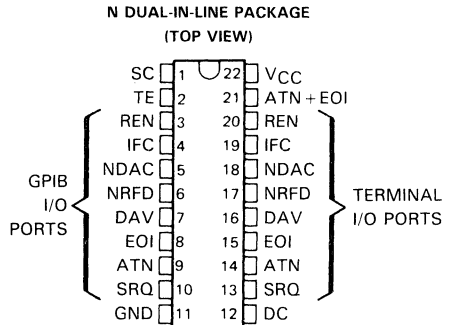 N DUAL-IN-LINE PACKAGE
(TOP VIEW)
SC 1 22 VCC
TE 2 21 ATN + EOI
REN 3 20 REN
IFC 4 19 IFC
NDAC 5 18 NDAC
NRFD 6 17 NRFD
DAV 7 16 DAV
EOI 8 15 EOI
ATN 9 14 ATN
SRQ 10 13 SRQ
GND 11 12 DC
GPIB
I/O
PORTS
TERMINAL
I/O PORTS